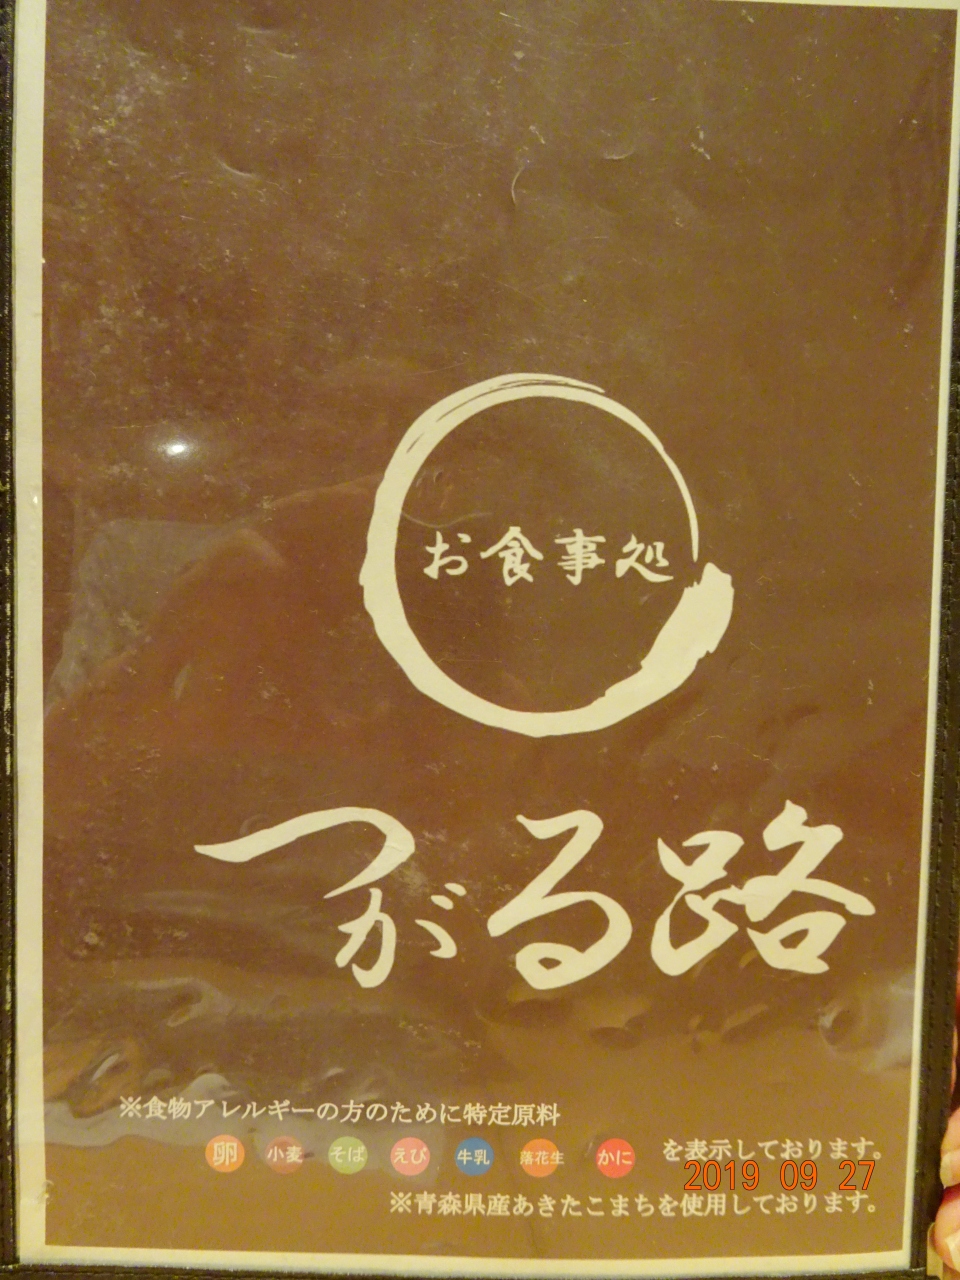 お食事処
つがる路
※食物アレルギーの方のために特定原料
卵 小麦 そば えび 牛乳 落花生 かに を表示しております。
2019 09 27
※青森県産あきたこまちを使用しております。